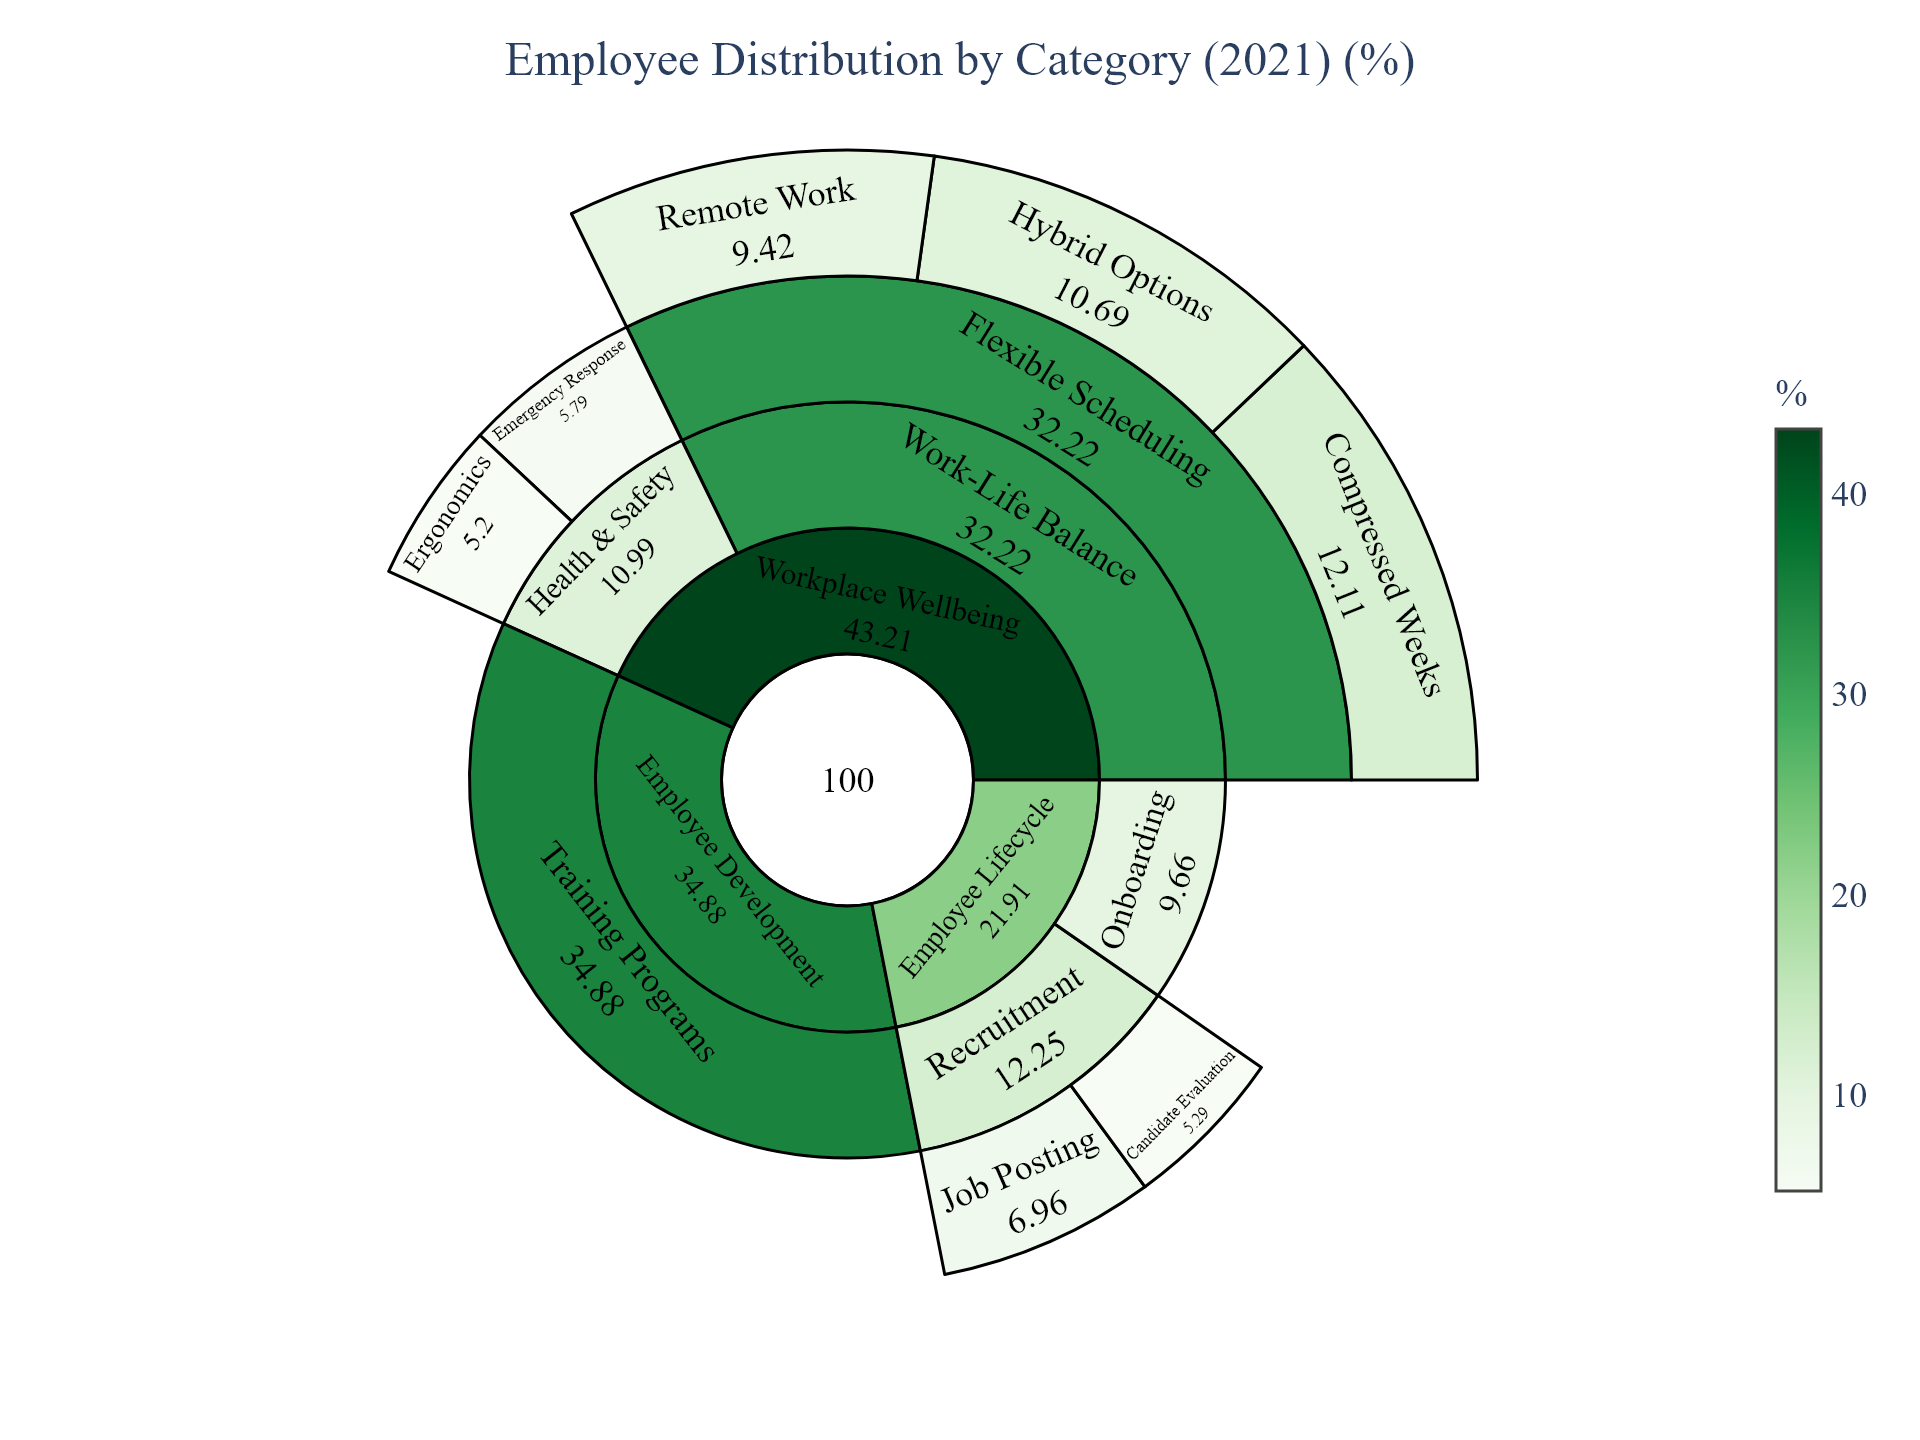 Employee Distribution by Category (2021) (%)
Remote Work
9.42
Hybrid Options
10.69
Compressed Weeks
12.11
Flexible Scheduling
32.22
Work-Life Balance
32.22
Workplace Wellbeing
43.21
Emergency Response
5.79
Ergonomics
5.2
Health & Safety
10.99
100
Employee Development
34.88
Training Programs
34.88
Employee Lifecycle
21.91
Onboarding
9.66
Recruitment
12.25
Job Posting
6.96
Candidate Evaluation
5.29
%
40
30
20
10